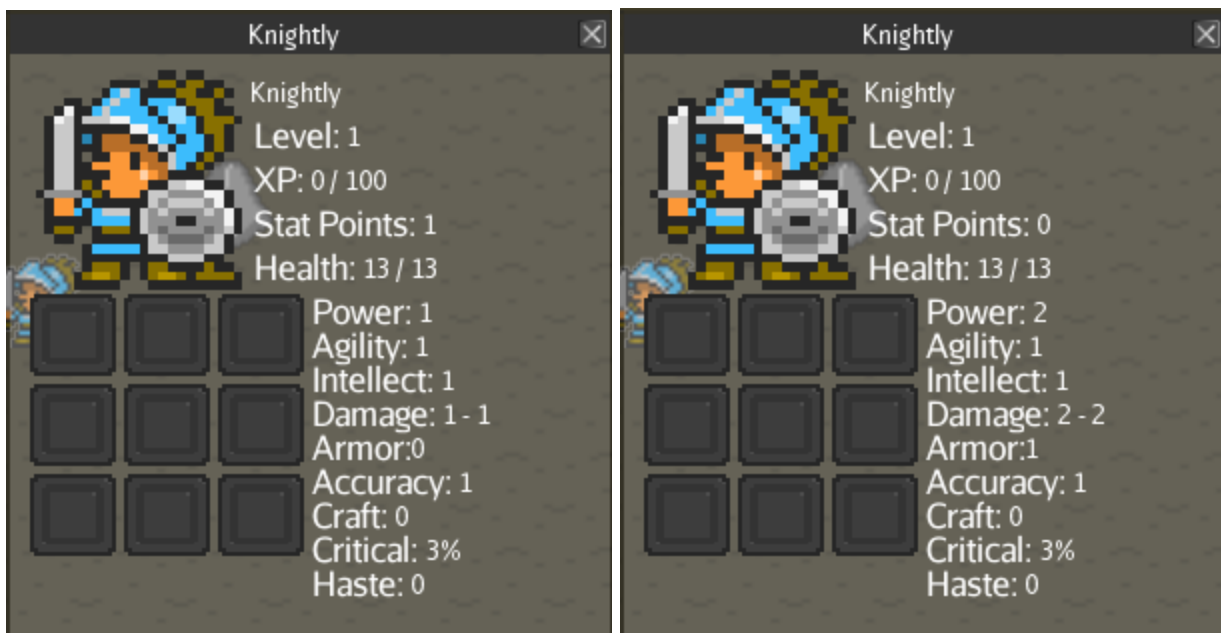 Knightly
Knightly
Level: 1
XP: 0 / 100
Stat Points: 1
Health: 13 / 13
Power: 1
Agility: 1
Intellect: 1
Damage: 1 - 1
Armor:0
Accuracy: 1
Craft: 0
Critical: 3%
Haste: 0
Knightly
Knightly
Level: 1
XP: 0 / 100
Stat Points: 0
Health: 13 / 13
Power: 2
Agility: 1
Intellect: 1
Damage: 2 - 2
Armor:1
Accuracy: 1
Craft: 0
Critical: 3%
Haste: 0